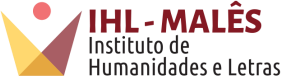 IHL - MALÊS
Instituto de
Humanidades e Letras